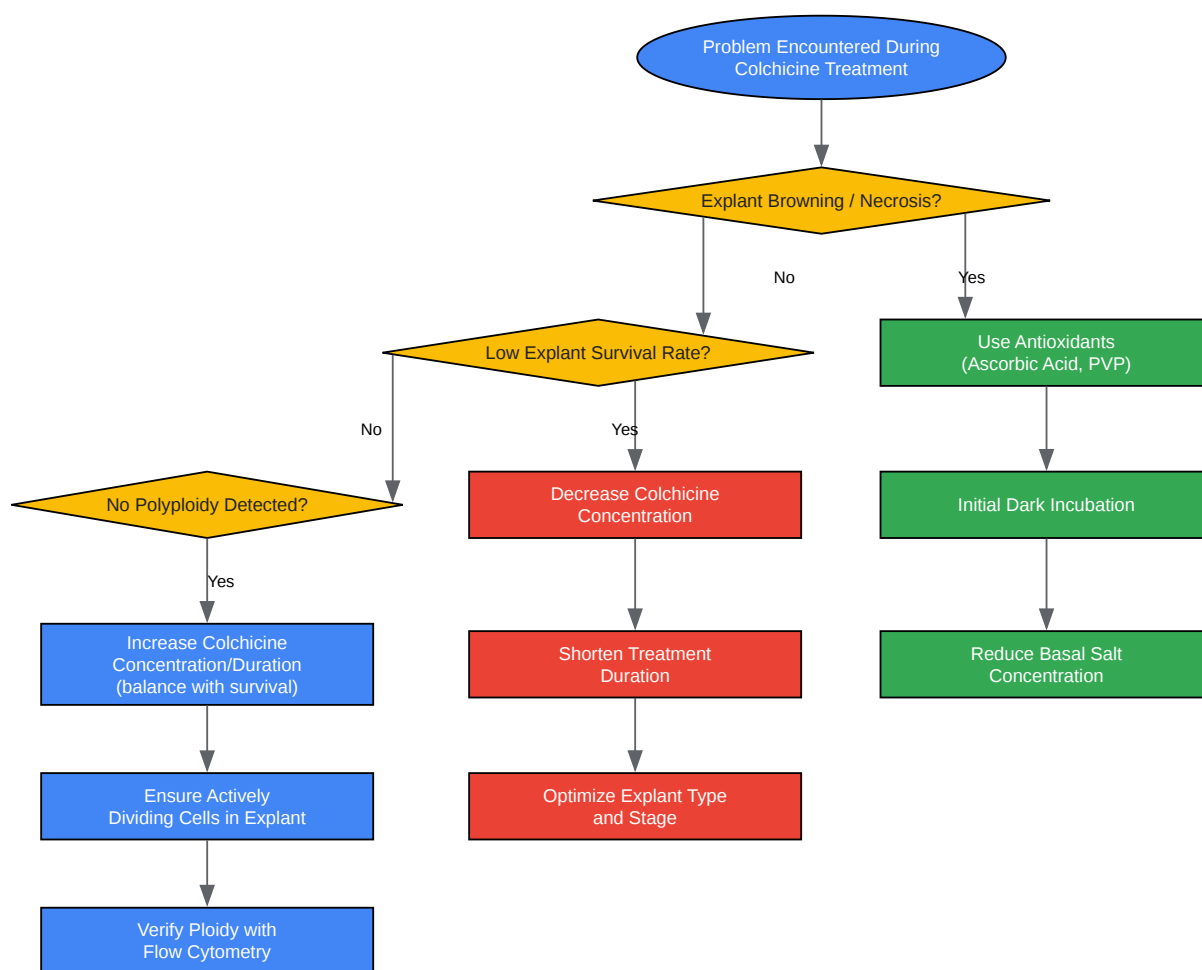 Problem Encountered During
Colchicine Treatment
Explant Browning / Necrosis?
No
Yes
Low Explant Survival Rate?
Use Antioxidants
(Ascorbic Acid, PVP)
No
Yes
No Polyploidy Detected?
Decrease Colchicine
Concentration
Initial Dark Incubation
Yes
Increase Colchicine
Concentration/Duration
(balance with survival)
Shorten Treatment
Duration
Reduce Basal Salt
Concentration
Ensure Actively
Dividing Cells in Explant
Optimize Explant Type
and Stage
Verify Ploidy with
Flow Cytometry